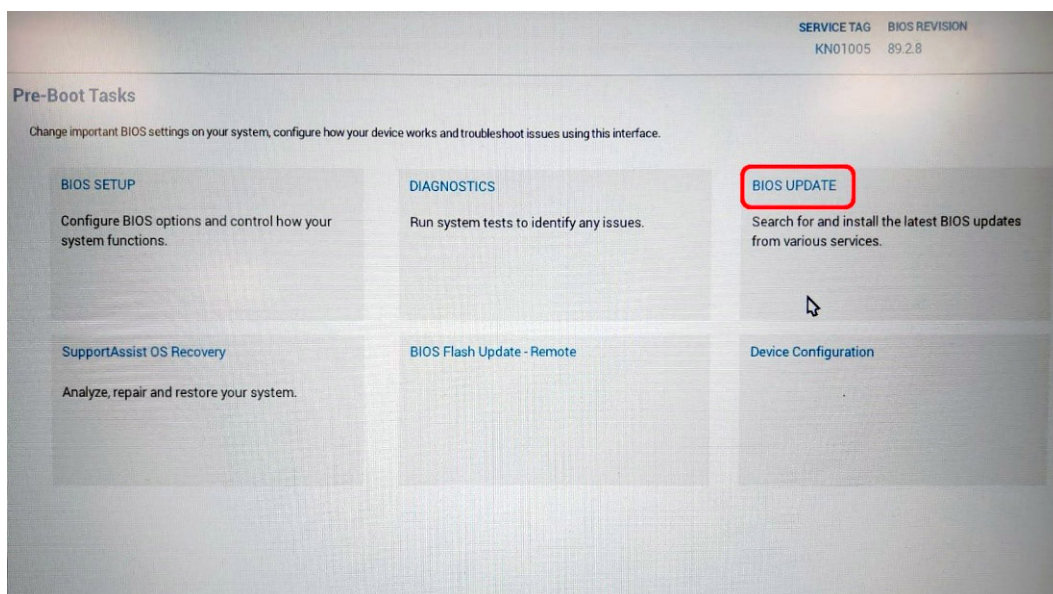 SERVICE TAG BIOS REVISION
KN01005 89.2.8
Pre-Boot Tasks
Change important BIOS settings on your system, configure how your device works and troubleshoot issues using this interface.
BIOS SETUP
Configure BIOS options and control how your
system functions.
DIAGNOSTICS
Run system tests to identify any issues.
BIOS UPDATE
Search for and install the latest BIOS updates
from various services.
SupportAssist OS Recovery
Analyze, repair and restore your system.
BIOS Flash Update - Remote
Device Configuration